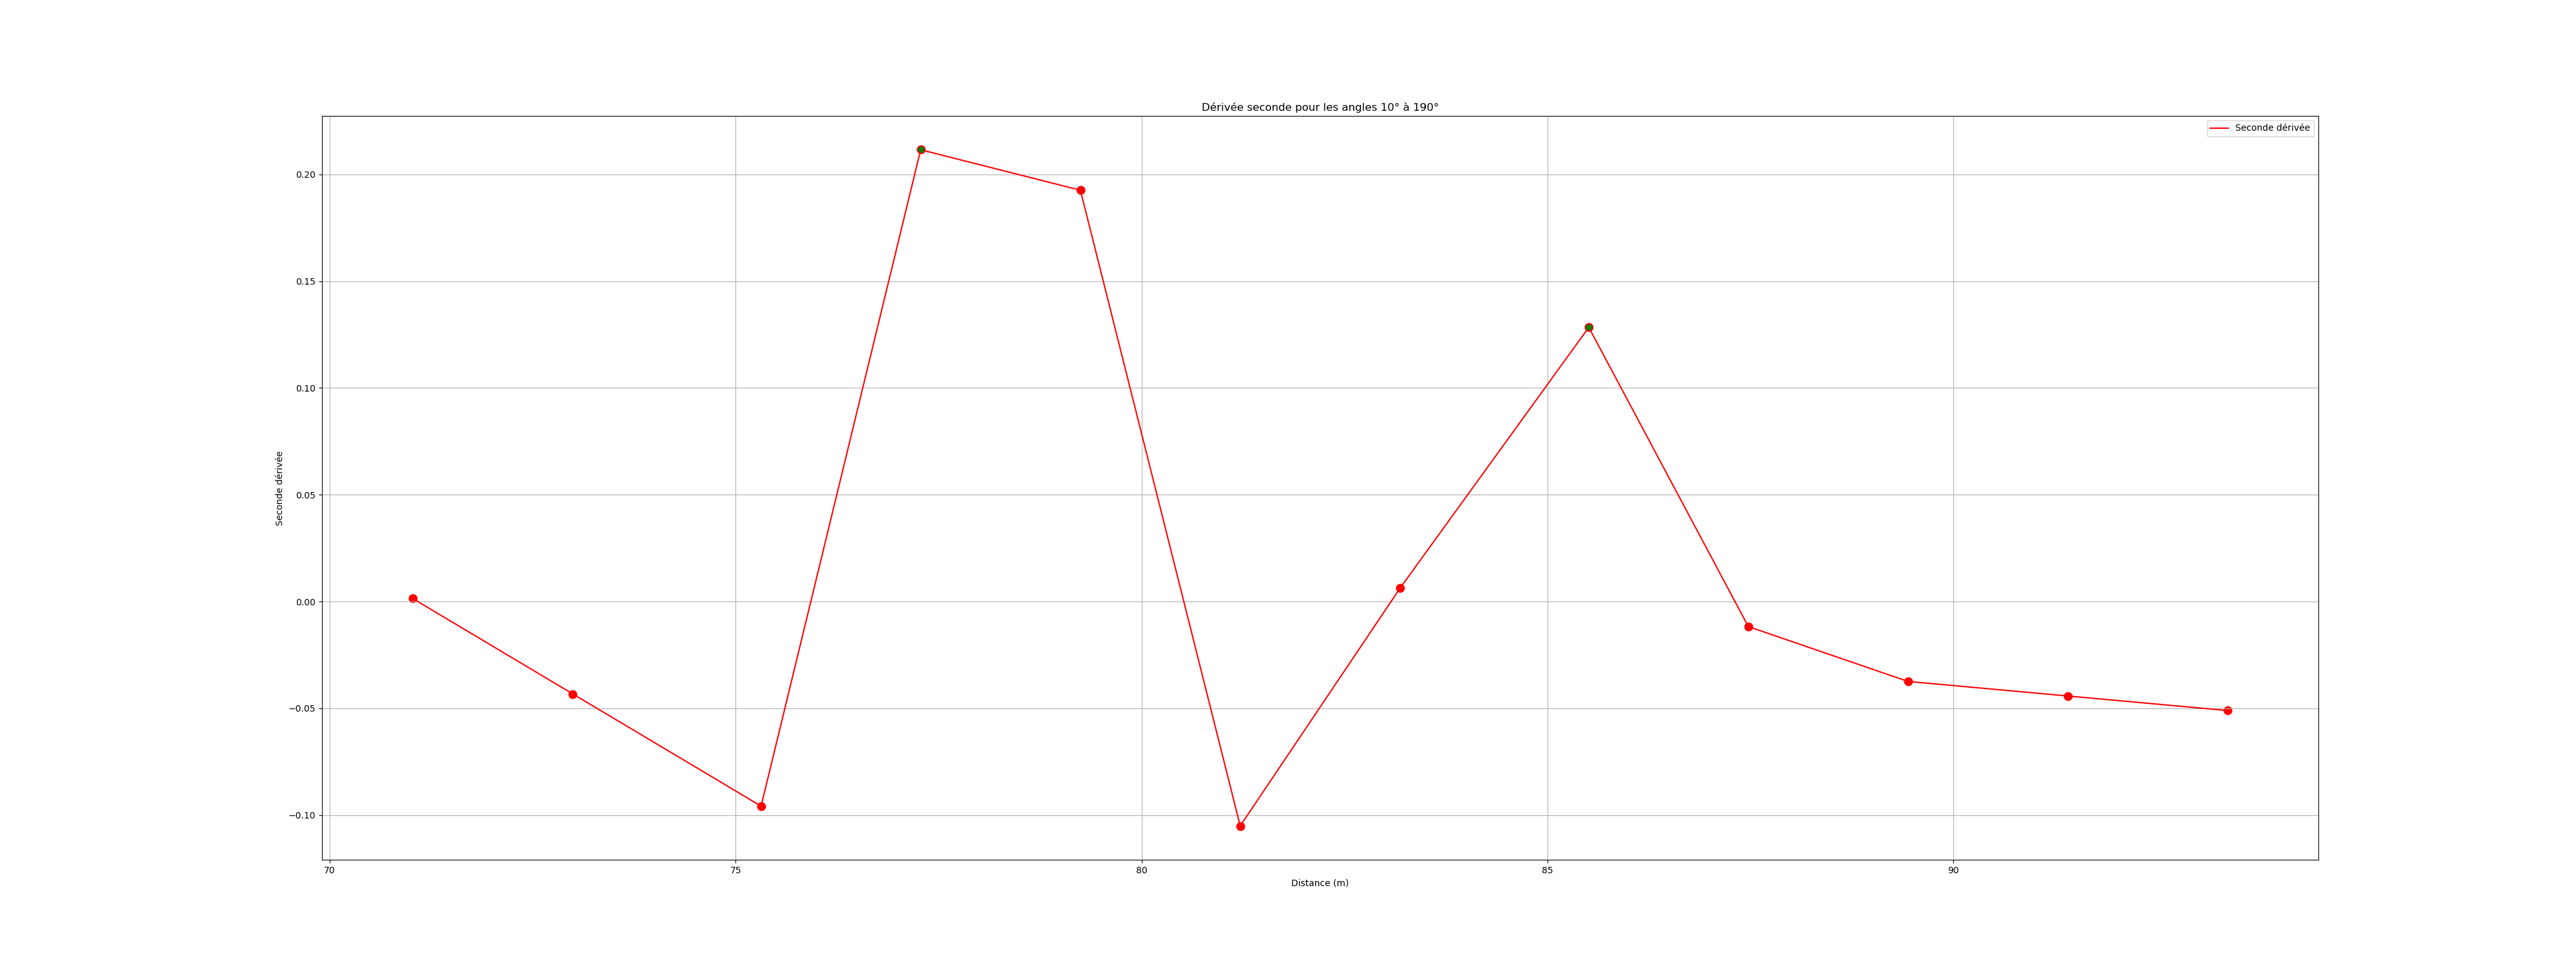 Dérivée seconde pour les angles 10° à 190°
Seconde dérivée
0.20
0.15
0.10
0.05
0.00
−0.05
−0.10
Seconde dérivée
70 75 80 85 90
Distance (m)